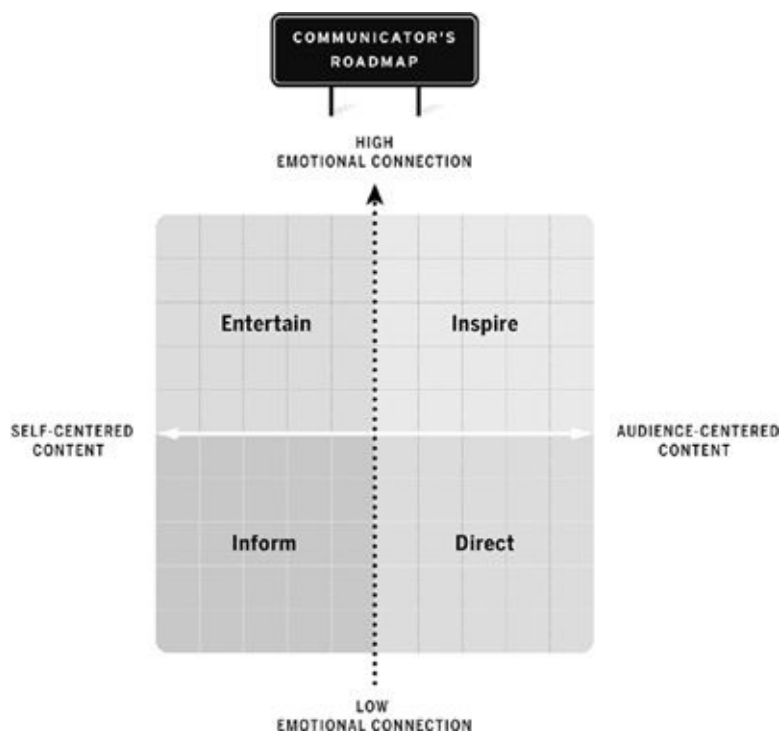 COMMUNICATOR'S
ROADMAP
HIGH
EMOTIONAL CONNECTION
Entertain
Inspire
SELF-CENTERED
CONTENT
AUDIENCE-CENTERED
CONTENT
Inform
Direct
LOW
EMOTIONAL CONNECTION